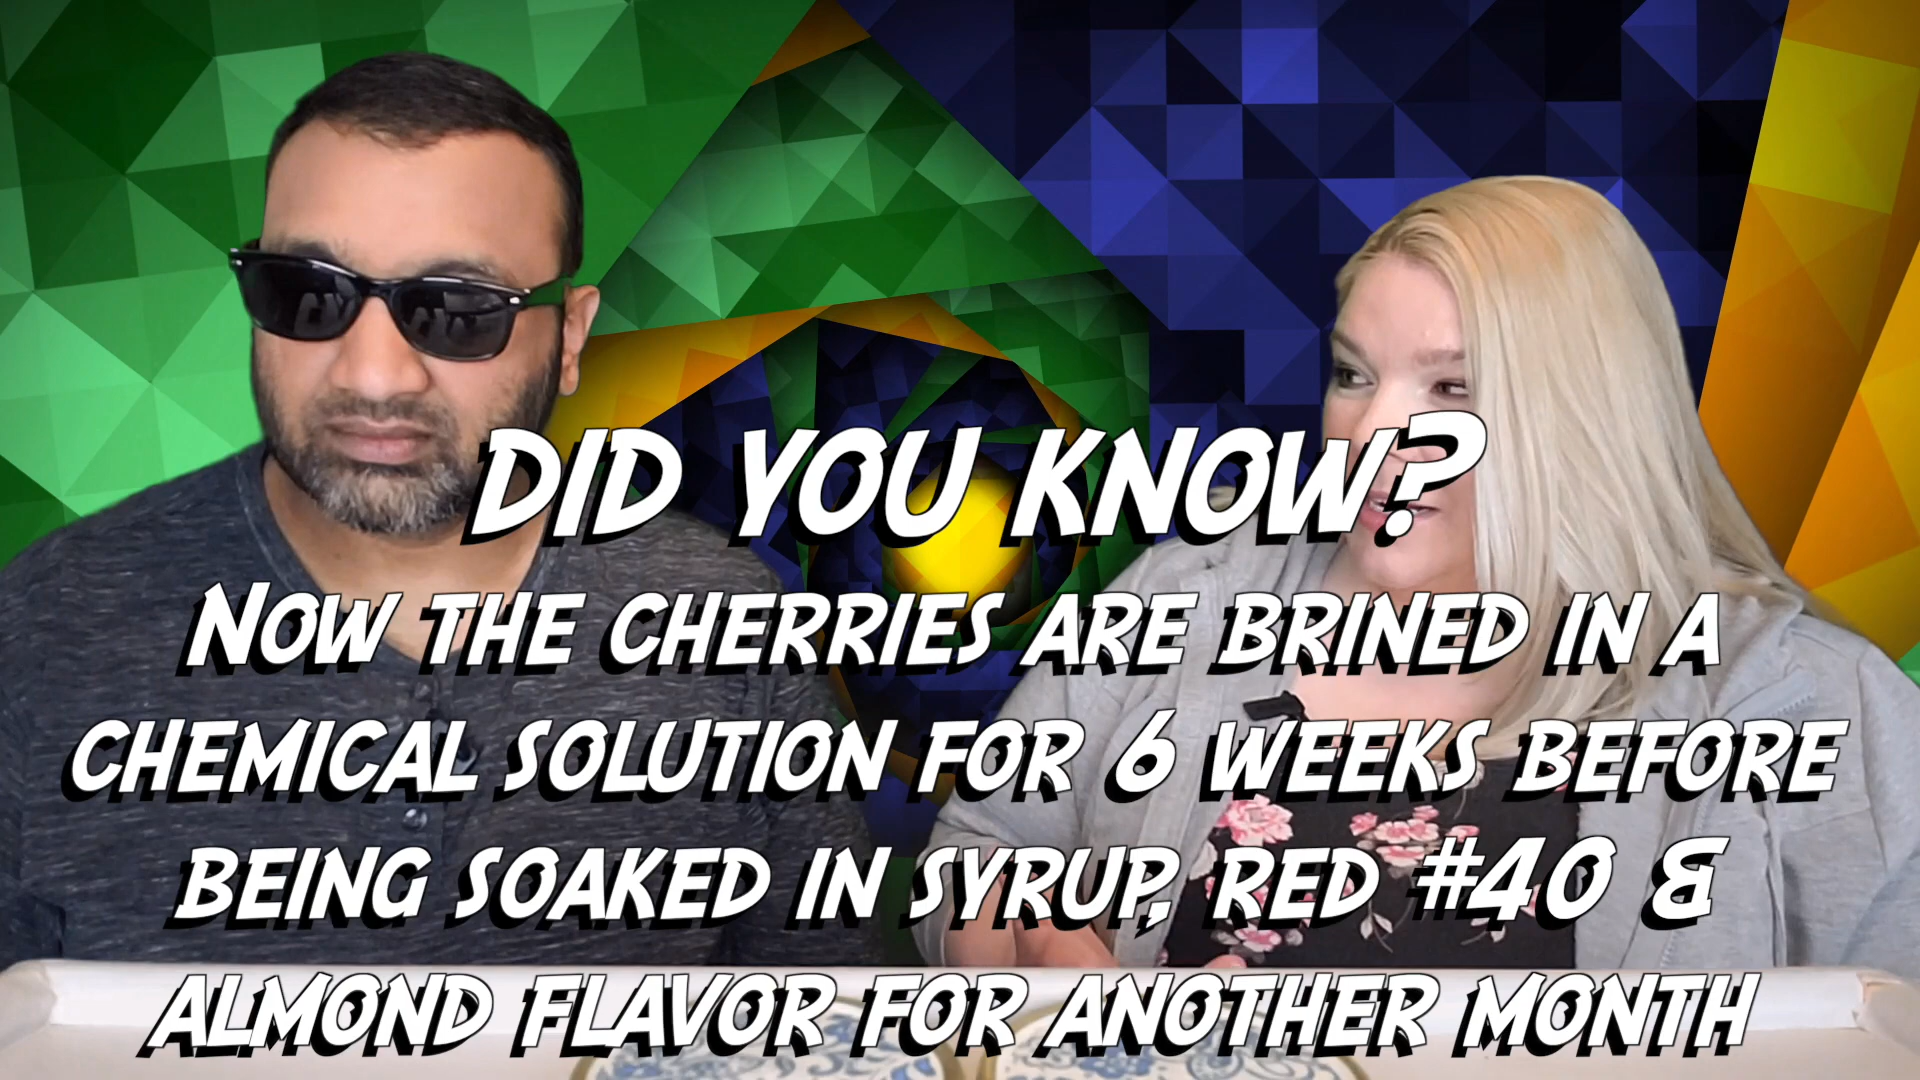 DID YOU KNOW?
NOW THE CHERRIES ARE BRINED IN A
CHEMICAL SOLUTION FOR 6 WEEKS BEFORE
BEING SOAKED IN SYRUP, RED #40 &
ALMOND FLAVOR FOR ANOTHER MONTH